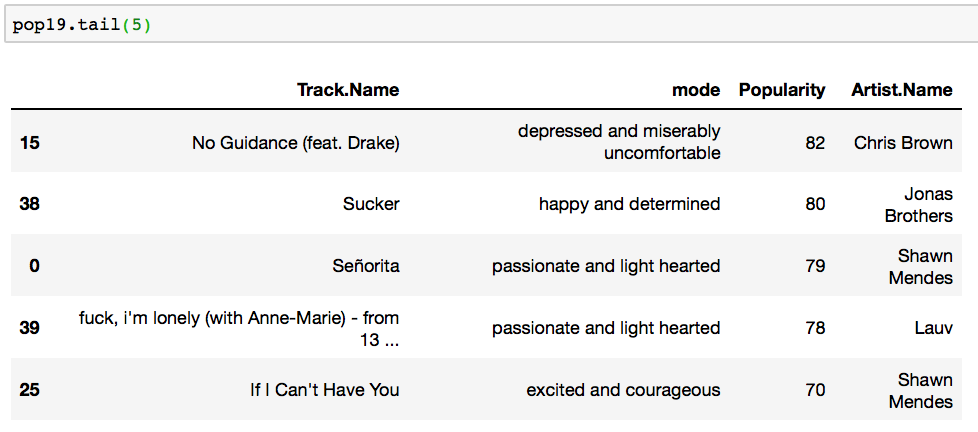 pop19.tail(5)
Track.Name mode Popularity Artist.Name
15 No Guidance (feat. Drake) depressed and miserably uncomfortable 82 Chris Brown
38 Sucker happy and determined 80 Jonas Brothers
0 Señorita passionate and light hearted 79 Shawn Mendes
39 fuck, i'm lonely (with Anne-Marie) - from 13 ... passionate and light hearted 78 Lauv
25 If I Can't Have You excited and courageous 70 Shawn Mendes